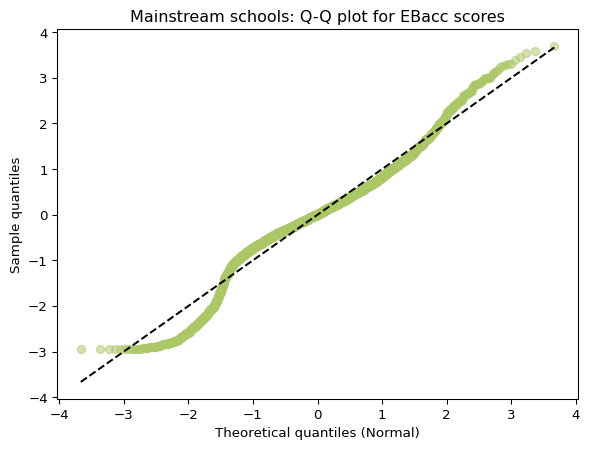 Mainstream schools: Q-Q plot for EBacc scores
4
3
2
1
0
−1
−2
−3
−4
Sample quantiles
−4 −3 −2 −1 0 1 2 3 4
Theoretical quantiles (Normal)